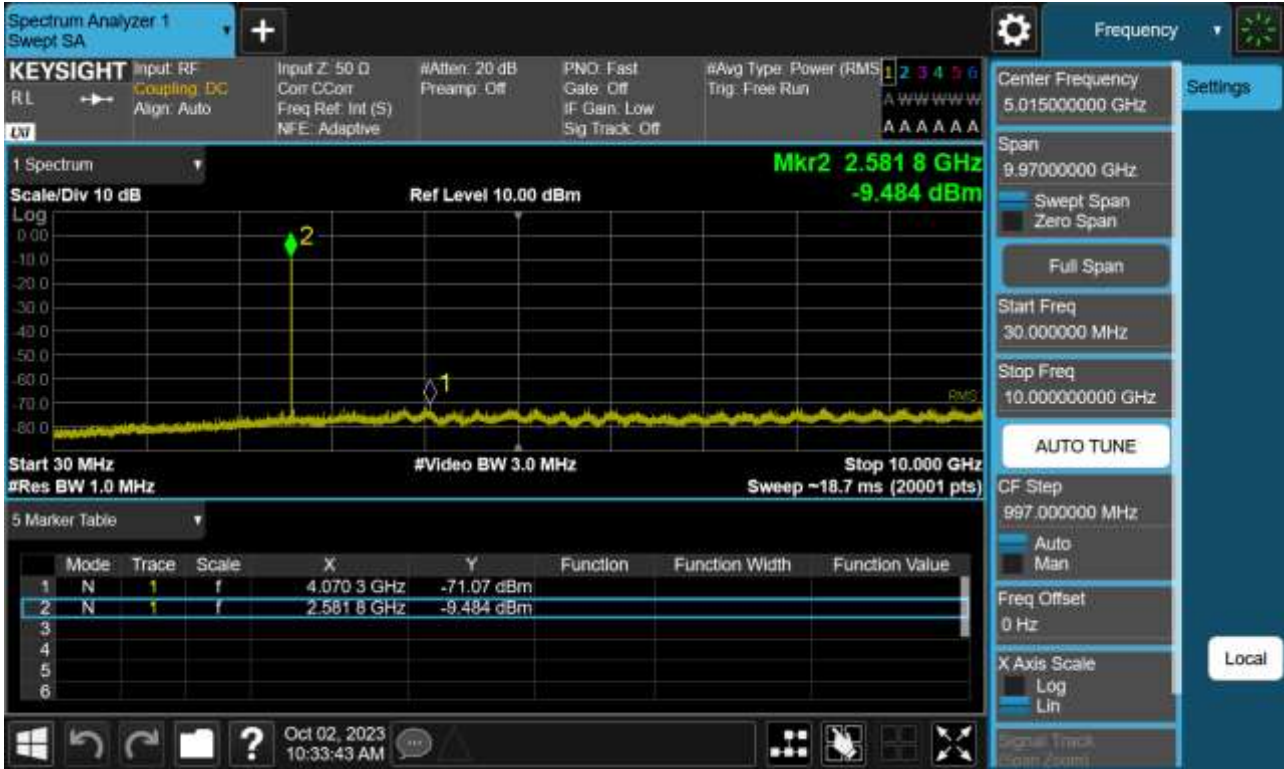 Spectrum Analyzer 1
Swept SA
+
Frequency
KEYSIGHT
RL
LXI
Input: RF
Coupling: DC
Align: Auto
Input Z: 50 Ω
Corr CCorr
Freq Ref: Int (S)
NFE: Adaptive
#Atten: 20 dB
Preamp: Off
PNO: Fast
Gate: Off
IF Gain: Low
Sig Track: Off
#Avg Type: Power (RMS
Trig: Free Run
1 2 3 4 5 6
A W W W W W
A A A A A A
1 Spectrum
Scale/Div 10 dB
Ref Level 10.00 dBm
Mkr2 2.581 8 GHz
-9.484 dBm
Log
0.00
-10.0
-20.0
-30.0
-40.0
-50.0
-60.0
-70.0
-80.0
2
1
RMS
Start 30 MHz
#Video BW 3.0 MHz
Stop 10.000 GHz
#Res BW 1.0 MHz
Sweep ~18.7 ms (20001 pts)
5 Marker Table
Mode Trace Scale X Y Function Function Width Function Value
1 N 1 f 4.070 3 GHz -71.07 dBm
2 N 1 f 2.581 8 GHz -9.484 dBm
3
4
5
6
Center Frequency
5.015000000 GHz
Settings
Span
9.97000000 GHz
Swept Span
Zero Span
Full Span
Start Freq
30.000000 MHz
Stop Freq
10.000000000 GHz
AUTO TUNE
CF Step
997.000000 MHz
Auto
Man
Freq Offset
0 Hz
X Axis Scale
Log
Lin
Signal Track
(Span Zoom)
Local
?
Oct 02, 2023
10:33:43 AM